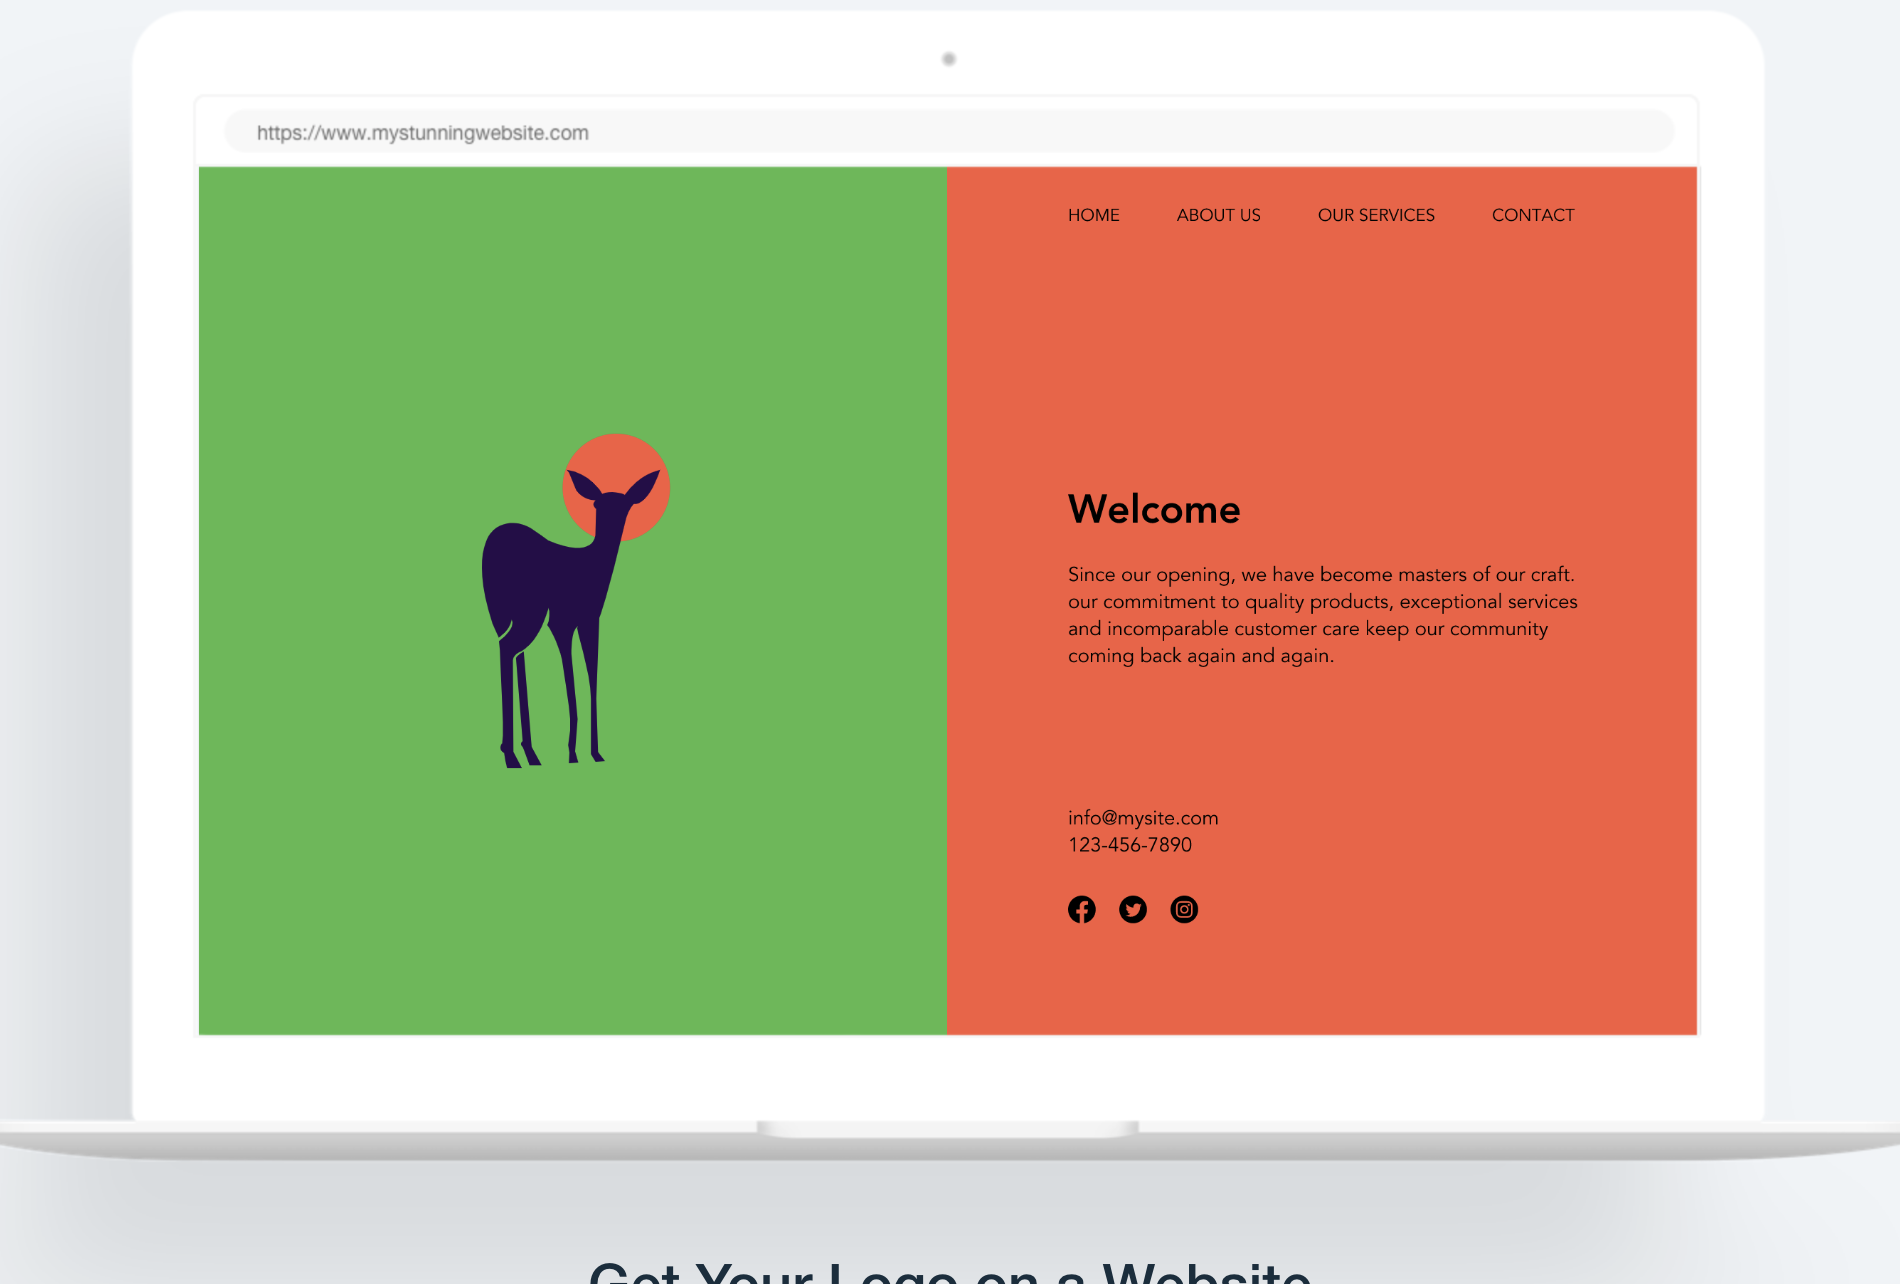 https://www.mystunningwebsite.com
HOME ABOUT US OUR SERVICES CONTACT
Welcome
Since our opening, we have become masters of our craft.
our commitment to quality products, exceptional services
and incomparable customer care keep our community
coming back again and again.
info@mysite.com
123-456-7890
Get Your Logo on a Website